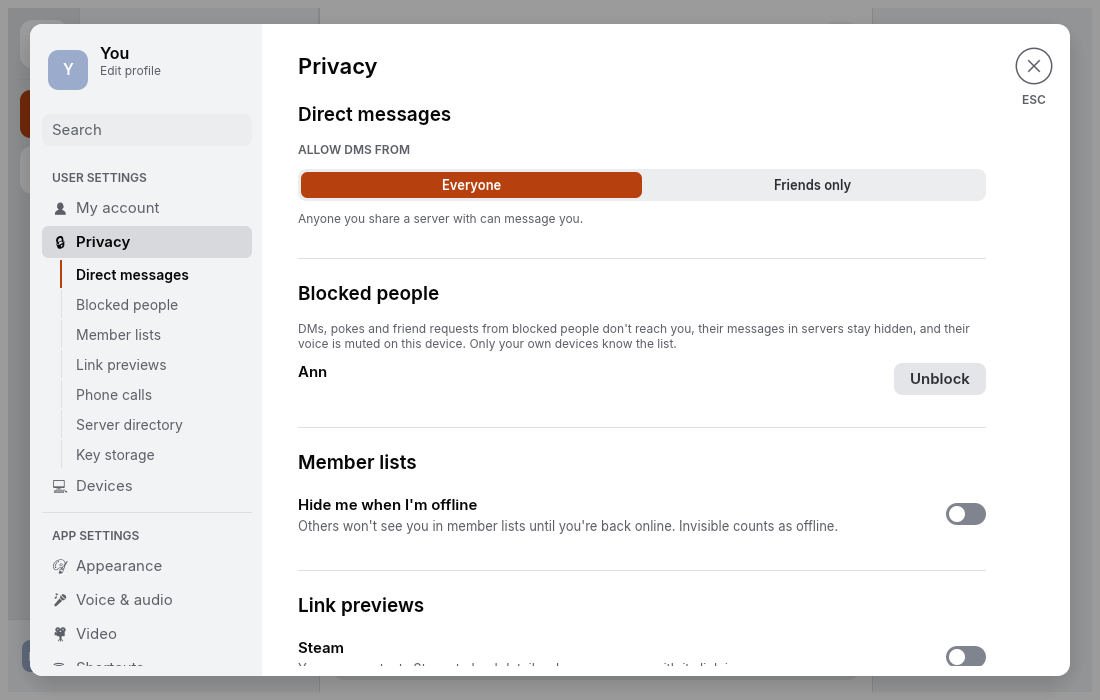 Y
You
Edit profile
Search
USER SETTINGS
My account
Privacy
Direct messages
Blocked people
Member lists
Link previews
Phone calls
Server directory
Key storage
Devices
APP SETTINGS
Appearance
Voice & audio
Video
Privacy
ESC
Direct messages
ALLOW DMS FROM
Everyone
Friends only
Anyone you share a server with can message you.
Blocked people
DMs, pokes and friend requests from blocked people don't reach you, their messages in servers stay hidden, and their
voice is muted on this device. Only your own devices know the list.
Ann
Unblock
Member lists
Hide me when I'm offline
Others won't see you in member lists until you're back online. Invisible counts as offline.
Link previews
Steam